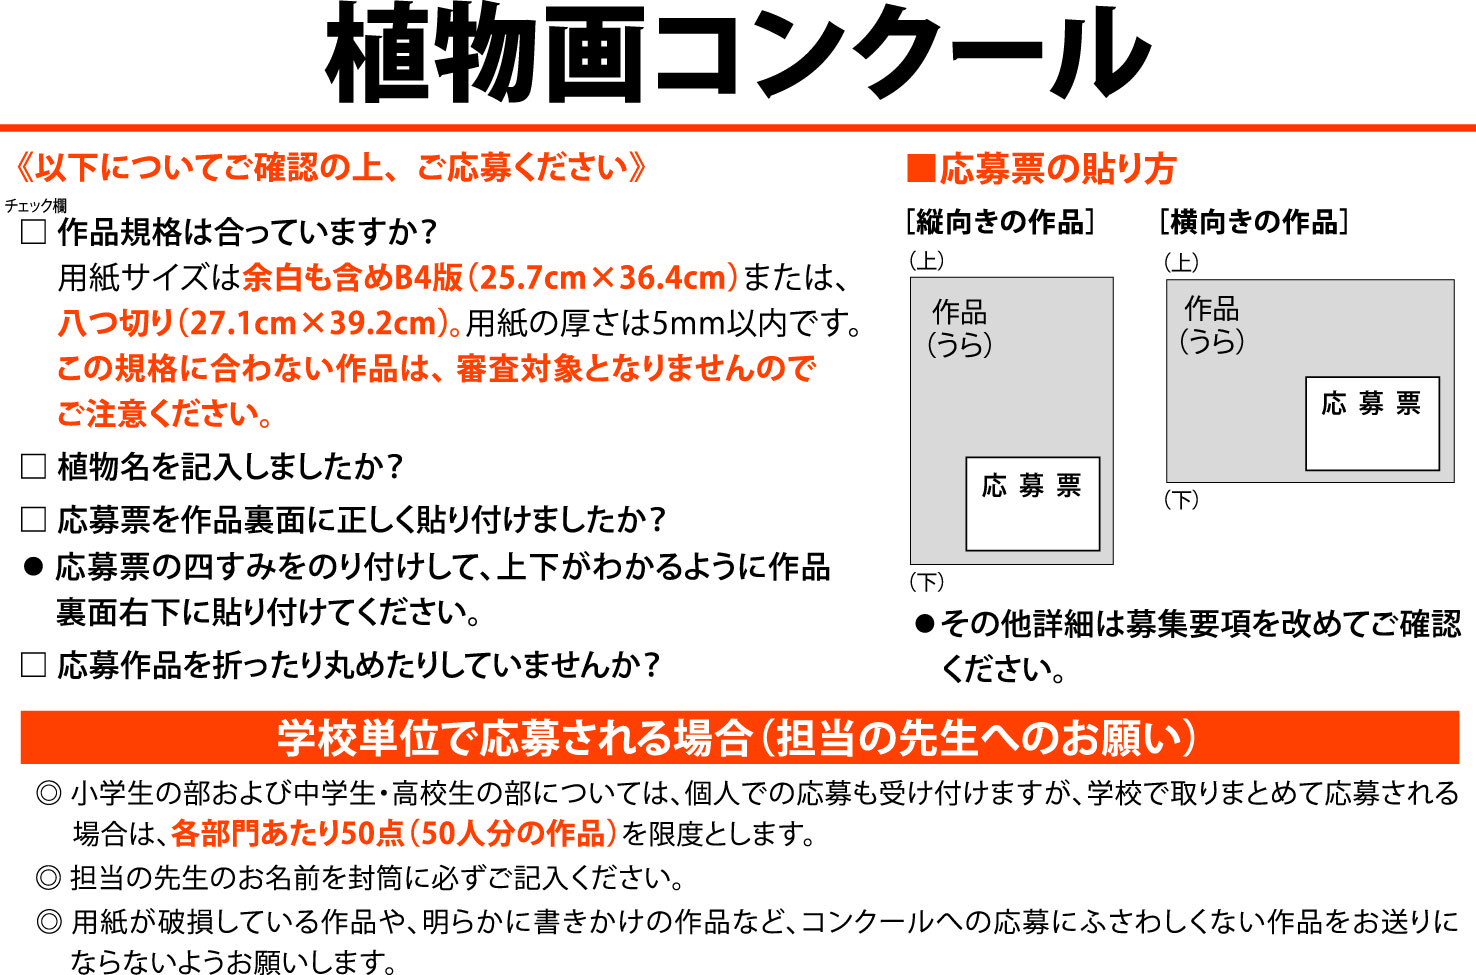 植物画コンクール
《以下についてご確認の上、ご応募ください》
チェック欄
□ 作品規格は合っていますか？
用紙サイズは余白も含めB4版（25.7cm×36.4cm）または、
八つ切り（27.1cm×39.2cm）。用紙の厚さは5mm以内です。
この規格に合わない作品は、審査対象となりませんので
ご注意ください。
□ 植物名を記入しましたか？
□ 応募票を作品裏面に正しく貼り付けましたか？
● 応募票の四すみをのり付けして、上下がわかるように作品
裏面右下に貼り付けてください。
□ 応募作品を折ったり丸めたりしていませんか？
■応募票の貼り方
［縦向きの作品］
（上）
作品
（うら）
応 募 票
（下）
［横向きの作品］
（上）
作品
（うら）
応 募 票
（下）
●その他詳細は募集要項を改めてご確認
ください。
学校単位で応募される場合（担当の先生へのお願い）
◎ 小学生の部および中学生・高校生の部については、個人での応募も受け付けますが、学校で取りまとめて応募される
場合は、各部門あたり50点（50人分の作品）を限度とします。
◎ 担当の先生のお名前を封筒に必ずご記入ください。
◎ 用紙が破損している作品や、明らかに書きかけの作品など、コンクールへの応募にふさわしくない作品をお送りに
ならないようお願いします。